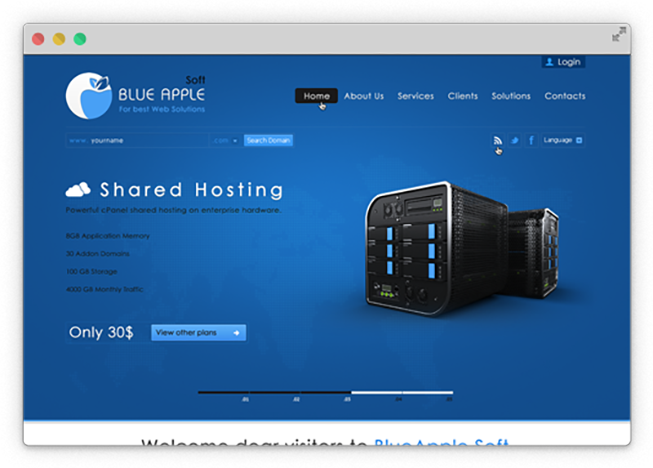 Login
Soft
BLUE APPLE
For best Web Solutions
Home About Us Services Clients Solutions Contacts
www. yourname .com Search Domain
Language
Shared Hosting
Powerful cPanel shared hosting on enterprise hardware.
8GB Application Memory
30 Addon Domains
100 GB Storage
4000 GB Monthly Traffic
Only 30$ View other plans
.01 .02 .03 .04 .05
Welcome dear visitors to BlueApple Soft